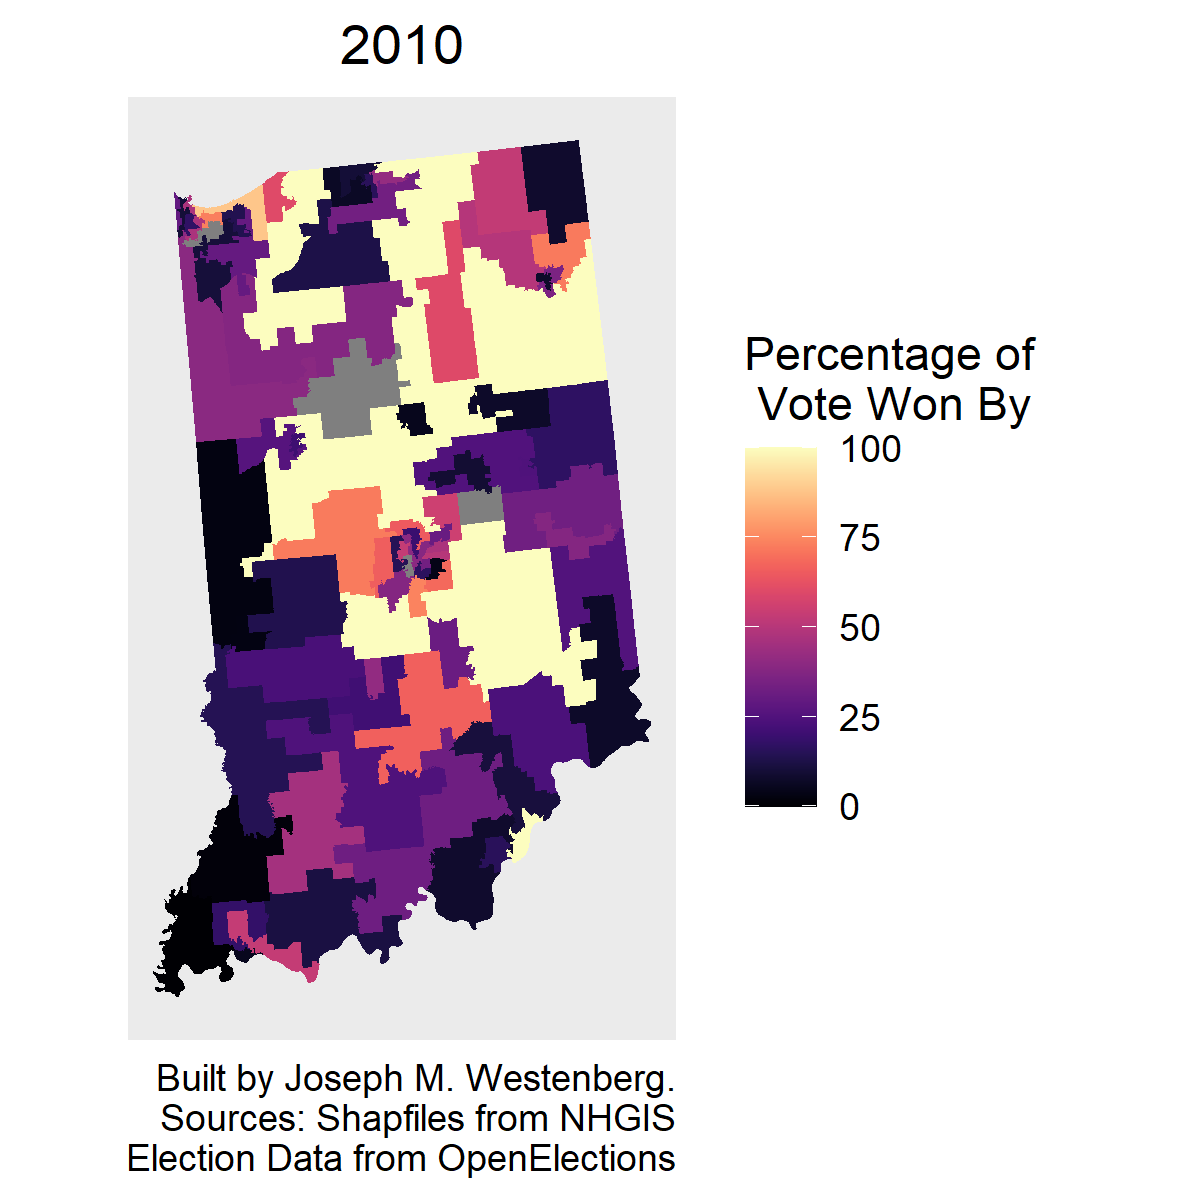 2010
Percentage of
Vote Won By
100
75
50
25
0
Built by Joseph M. Westenberg.
Sources: Shapfiles from NHGIS
Election Data from OpenElections